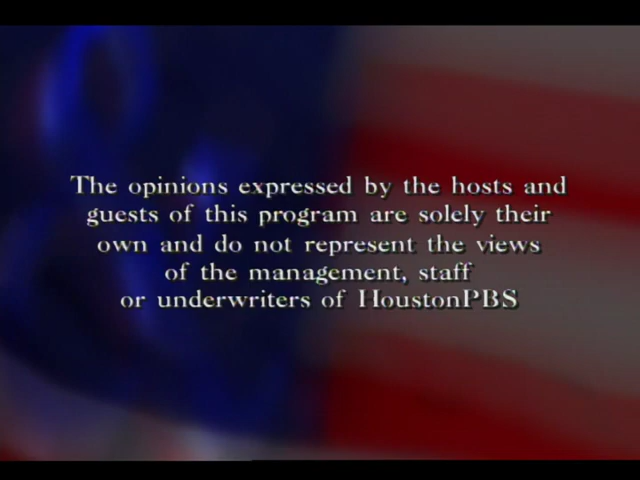 The opinions expressed by the hosts and
guests of this program are solely their
own and do not represent the views
of the management, staff
or underwriters of HoustonPBS